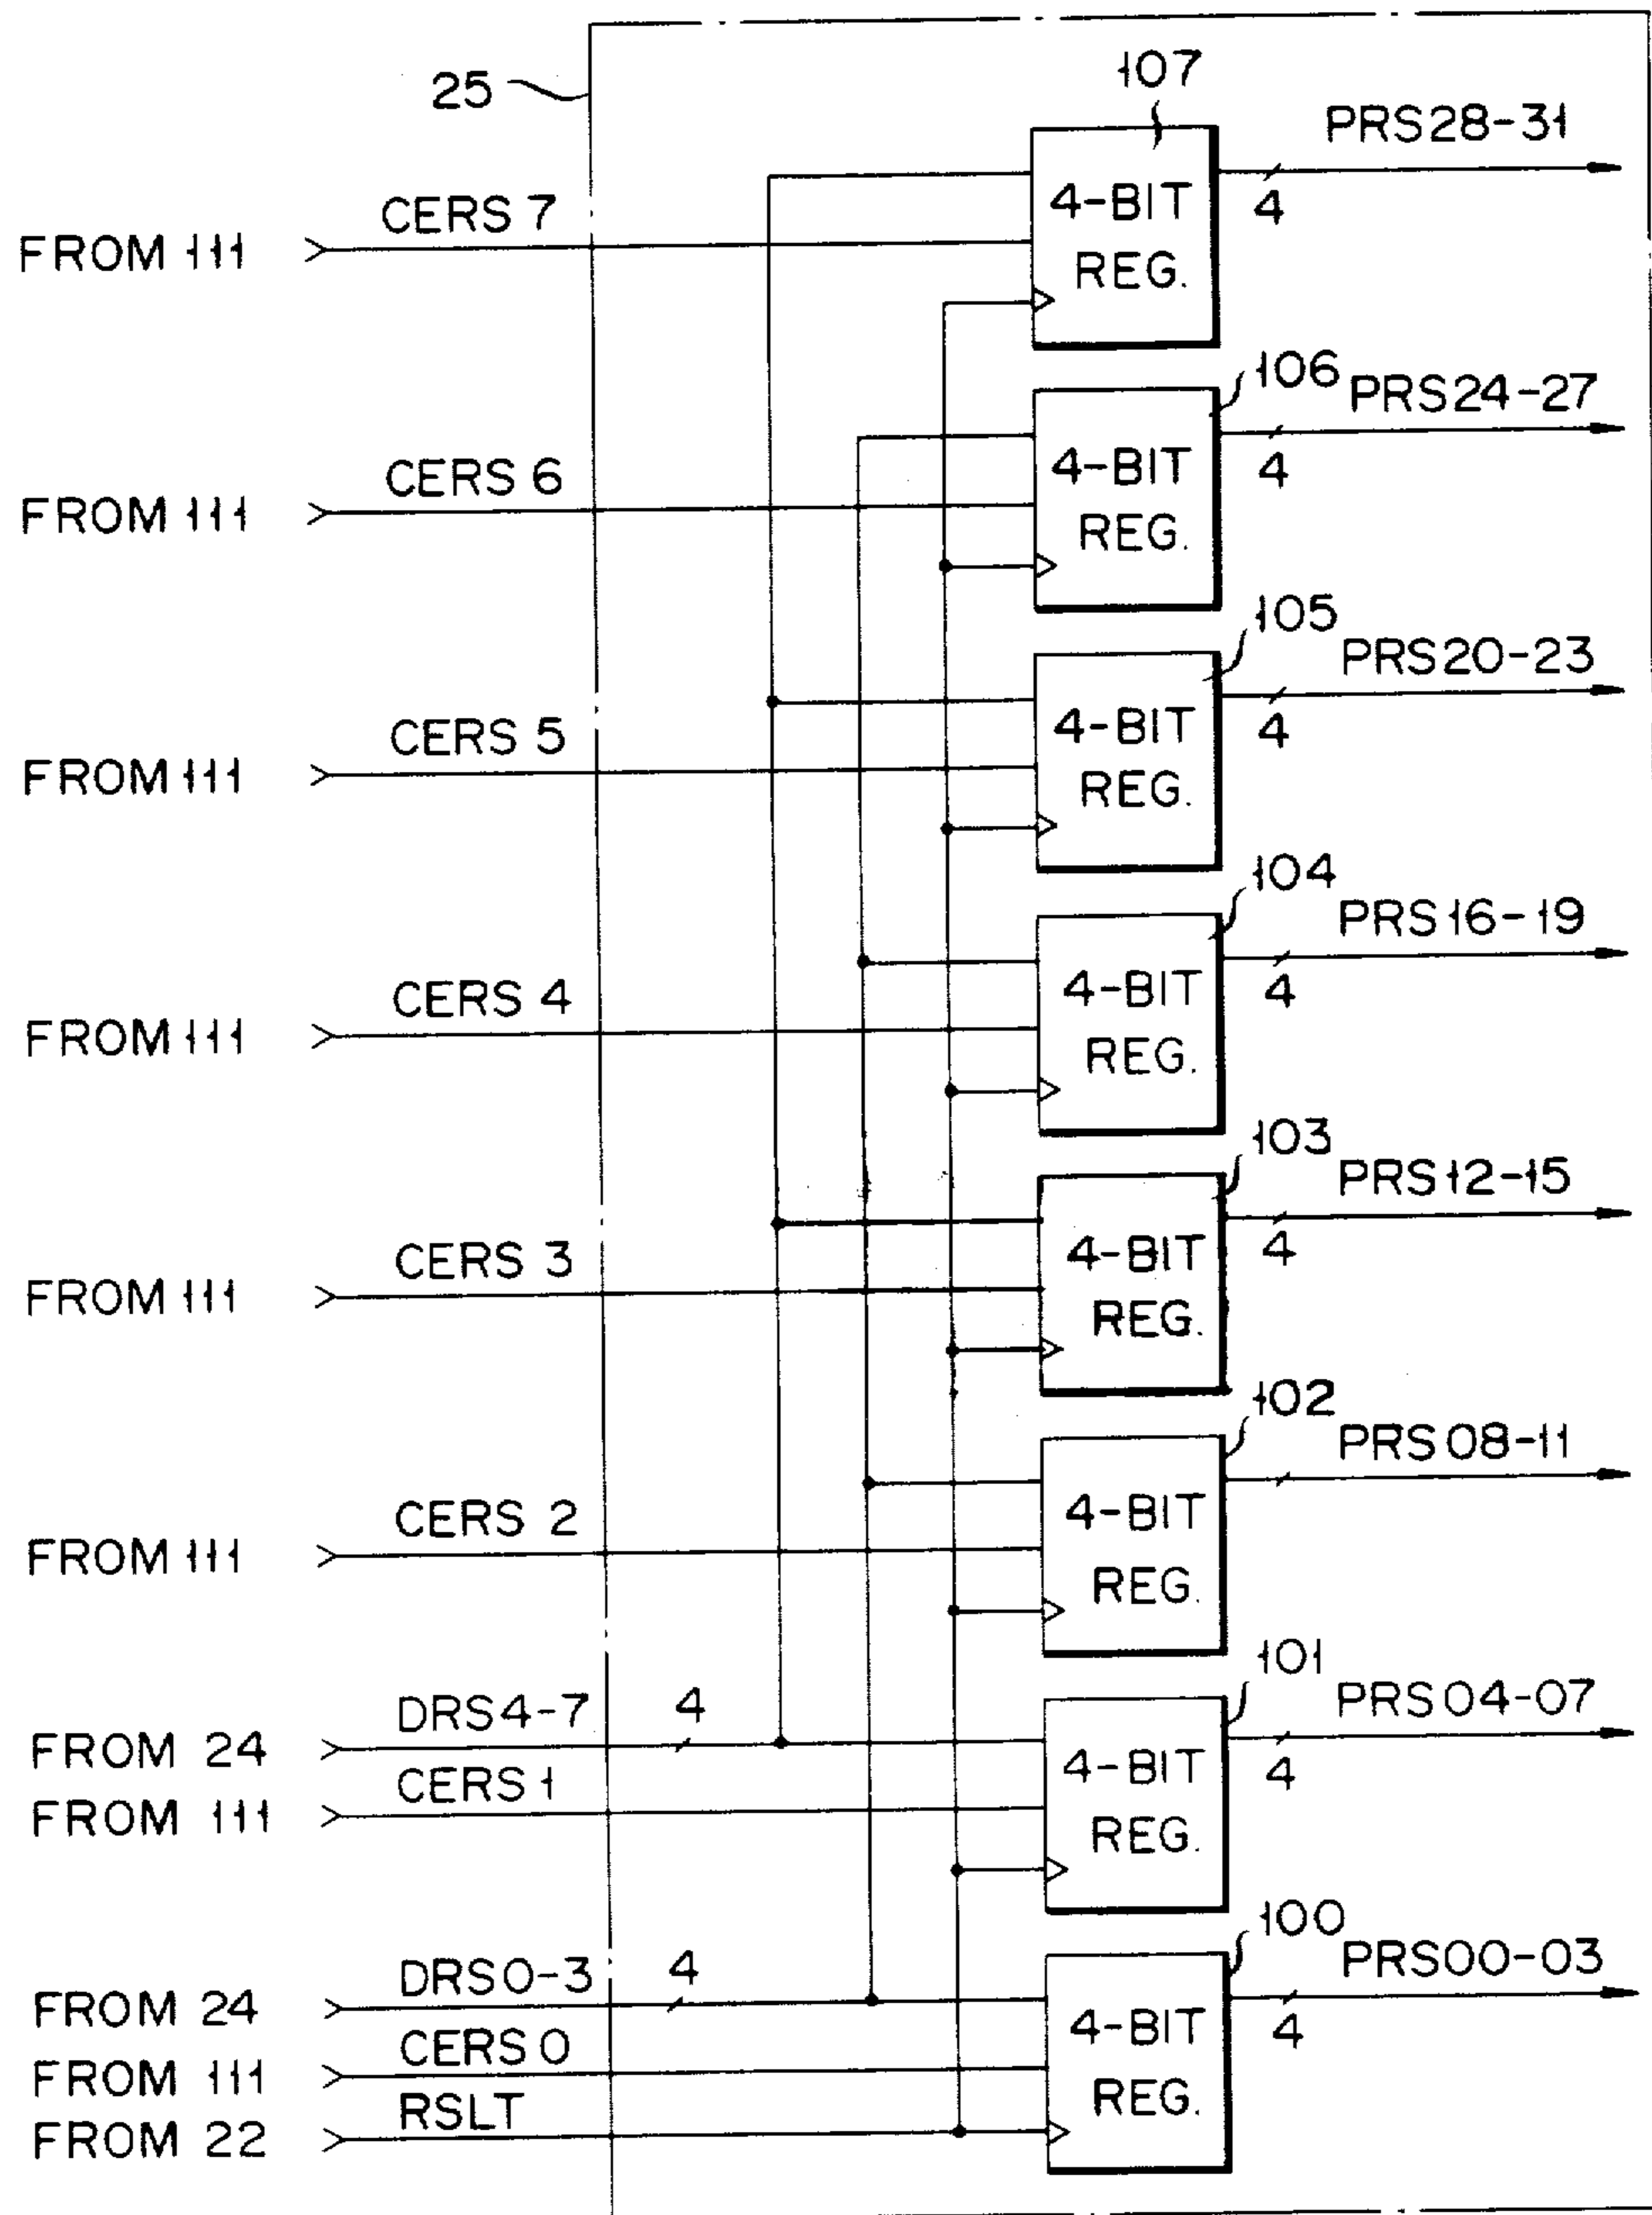 107
25
PRS28-31
4-BIT
REG.
4
CERS 7
FROM 111
106
PRS24-27
4-BIT
REG.
4
CERS 6
FROM 111
105
PRS20-23
4-BIT
REG.
4
CERS 5
FROM 111
104
PRS16-19
4-BIT
REG.
4
CERS 4
FROM 111
103
PRS12-15
4-BIT
REG.
4
CERS 3
FROM 111
102
PRS08-11
4-BIT
REG.
CERS 2
FROM 111
101
PRS04-07
DRS4-7
4
FROM 24
4-BIT
REG.
4
CERS 1
FROM 111
100
PRS00-03
DRS0-3
4
FROM 24
4-BIT
REG.
4
CERS 0
FROM 111
RSLT
FROM 22